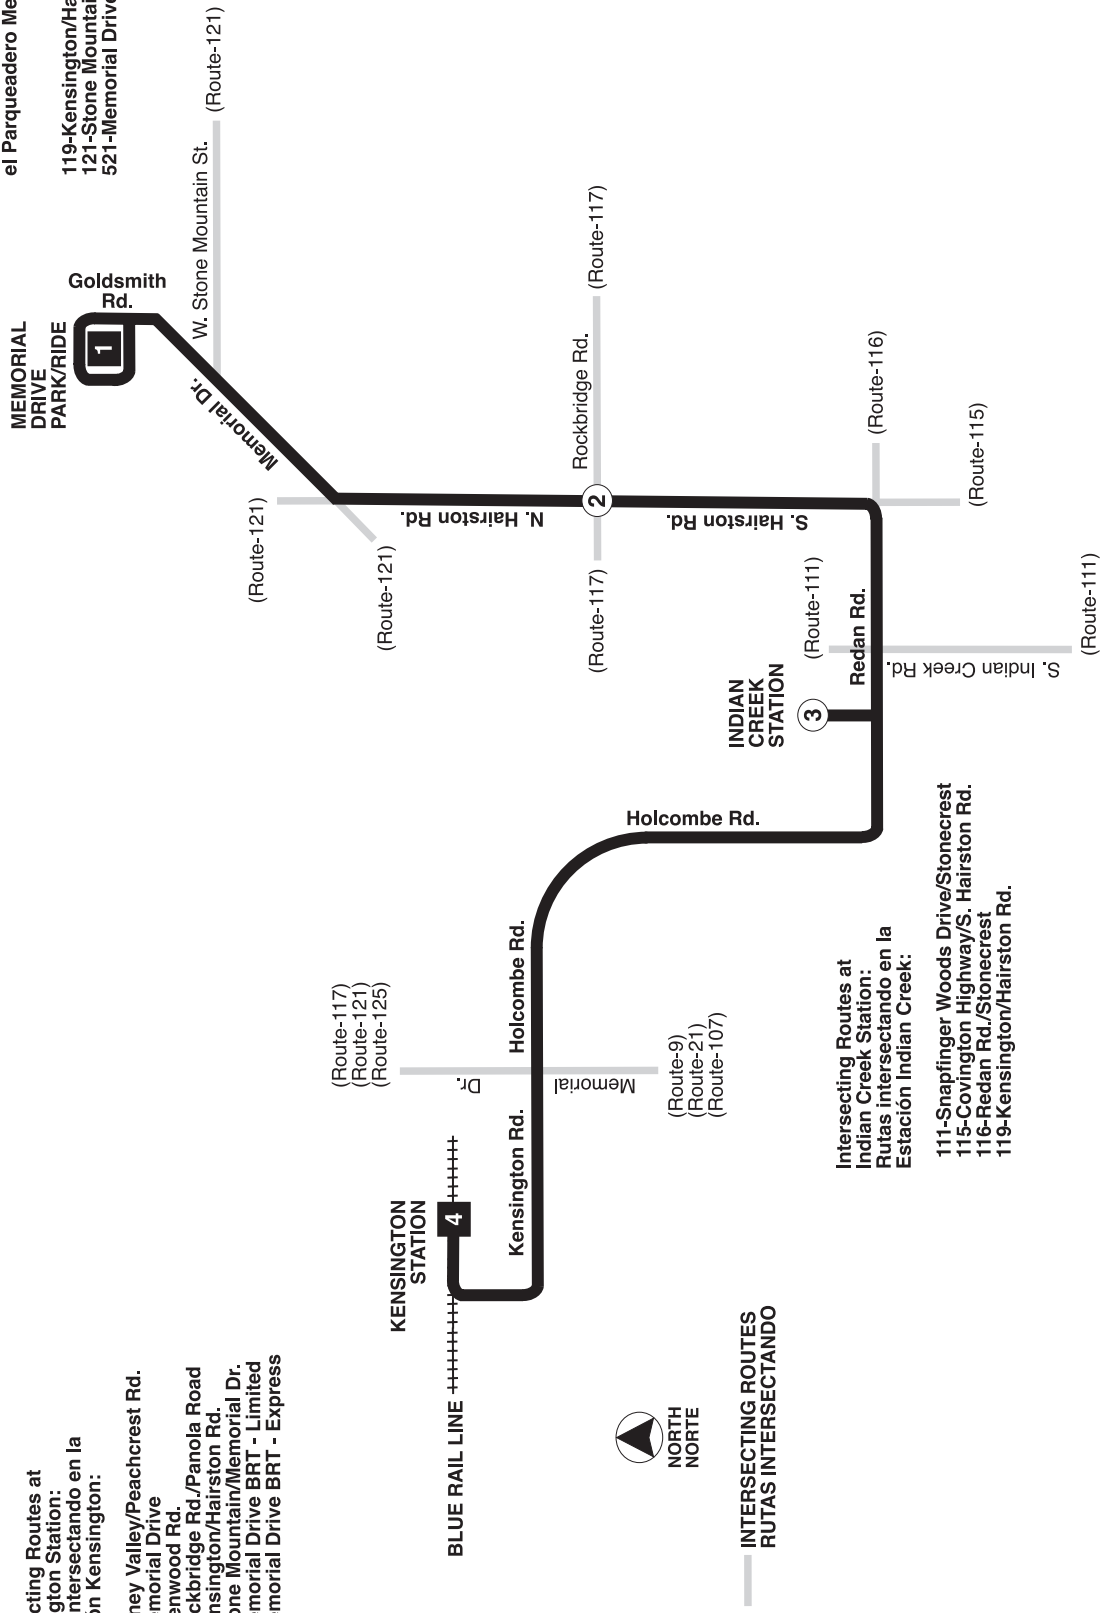 cting Routes at
gton Station:
ntersectando en la
n Kensington:
ney Valley/Peachcrest Rd.
morial Drive
enwood Rd.
ckbridge Rd./Panola Road
nsington/Hairston Rd.
one Mountain/Memorial Dr.
morial Drive BRT - Limited
morial Drive BRT - Express
MEMORIAL
DRIVE
PARK/RIDE
1
Goldsmith
Rd.
el Parqueadero Me
119-Kensington/Ha
121-Stone Mountai
521-Memorial Drive
W. Stone Mountain St.
(Route-121)
Memorial Dr.
(Route-121)
(Route-121)
N. Hairston Rd.
Rockbridge Rd.
(Route-117)
2
(Route-117)
S. Hairston Rd.
(Route-116)
(Route-115)
(Route-111)
Redan Rd.
S. Indian Creek Rd.
(Route-111)
INDIAN
CREEK
STATION
3
Holcombe Rd.
Holcombe Rd.
(Route-117)
(Route-121)
(Route-125)
Memorial
Dr.
(Route-9)
(Route-21)
(Route-107)
Kensington Rd.
KENSINGTON
STATION
4
BLUE RAIL LINE
NORTH
NORTE
INTERSECTING ROUTES
RUTAS INTERSECTANDO
Intersecting Routes at
Indian Creek Station:
Rutas intersectando en la
Estación Indian Creek:
111-Snapfinger Woods Drive/Stonecrest
115-Covington Highway/S. Hairston Rd.
116-Redan Rd./Stonecrest
119-Kensington/Hairston Rd.